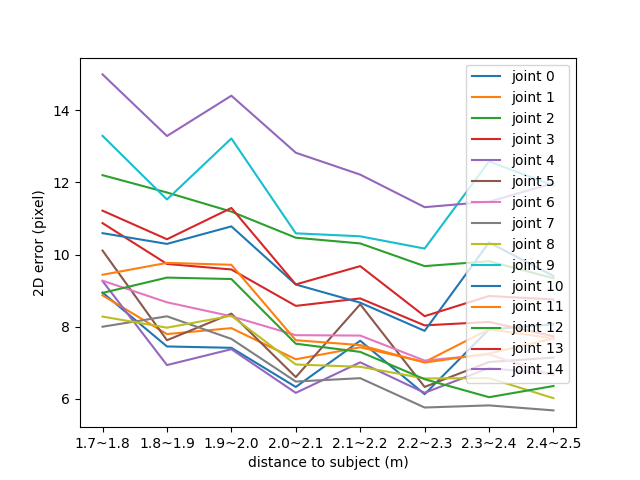 14
12
10
8
6
2D error (pixel)
1.7~1.8 1.8~1.9 1.9~2.0 2.0~2.1 2.1~2.2 2.2~2.3 2.3~2.4 2.4~2.5
distance to subject (m)
joint 0
joint 1
joint 2
joint 3
joint 4
joint 5
joint 6
joint 7
joint 8
joint 9
joint 10
joint 11
joint 12
joint 13
joint 14